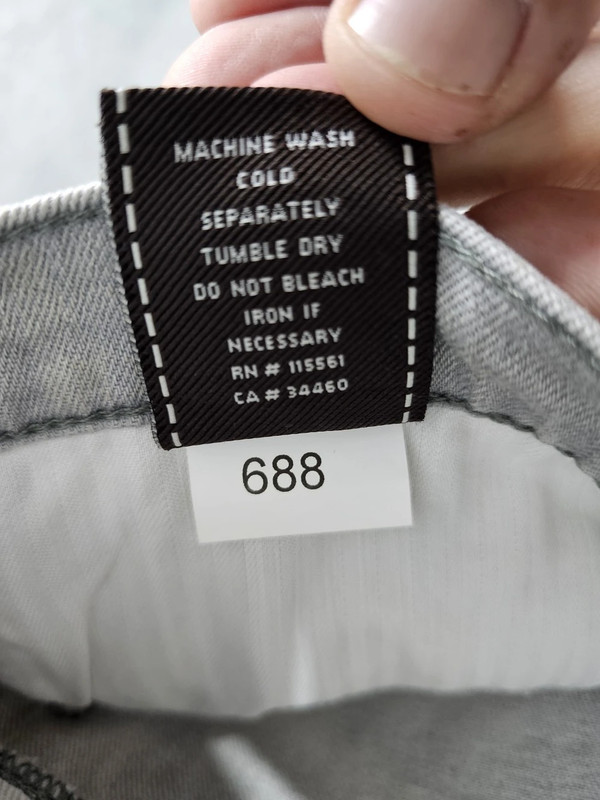 MACHINE WASH
COLD
SEPARATELY
TUMBLE DRY
DO NOT BLEACH
IRON IF
NECESSARY
RN # 115561
CA # 34460
688